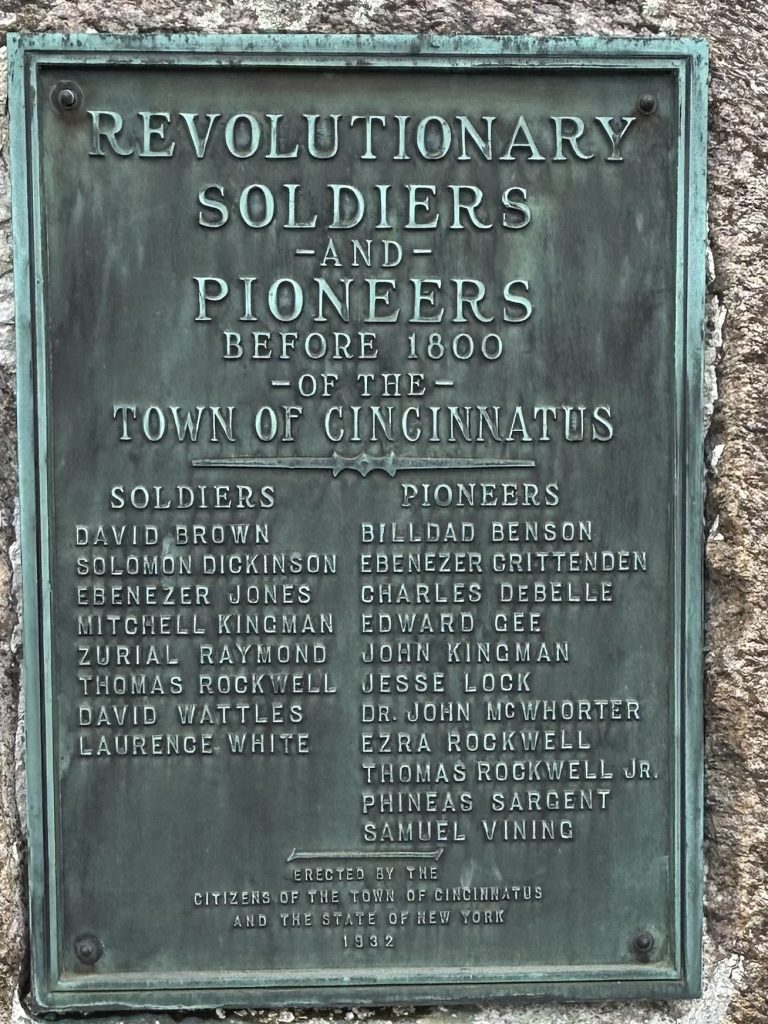 REVOLUTIONARY
SOLDIERS
-AND-
PIONEERS
BEFORE 1800
-OF THE-
TOWN OF CINCINNATUS
SOLDIERS
DAVID BROWN
SOLOMON DICKINSON
EBENEZER JONES
MITCHELL KINGMAN
ZURIAL RAYMOND
THOMAS ROCKWELL
DAVID WATTLES
LAURENCE WHITE
PIONEERS
BILLDAD BENSON
EBENEZER CRITTENDEN
CHARLES DEBELLE
EDWARD GEE
JOHN KINGMAN
JESSE LOCK
DR. JOHN MCWHORTER
EZRA ROCKWELL
THOMAS ROCKWELL JR.
PHINEAS SARGENT
SAMUEL VINING
ERECTED BY THE
CITIZENS OF THE TOWN OF CINCINNATUS
AND THE STATE OF NEW YORK
1932